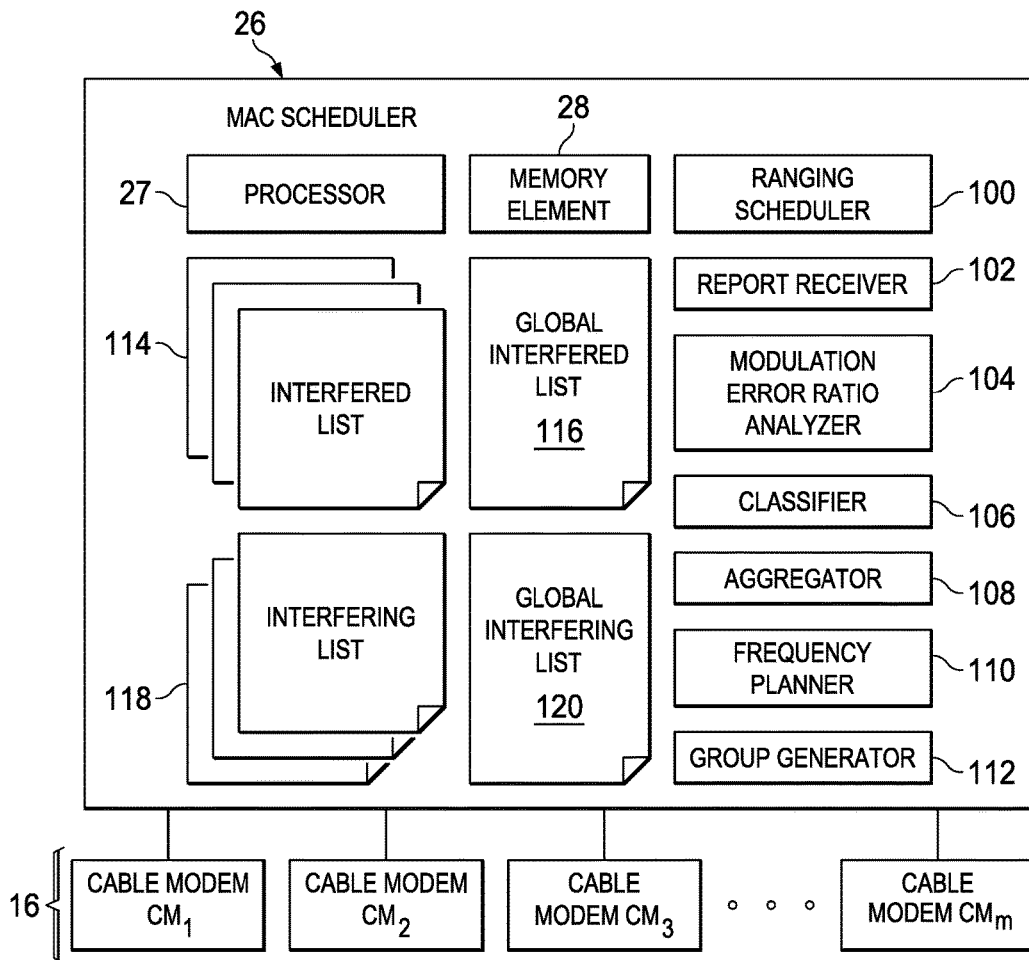 26
MAC SCHEDULER
28
27
PROCESSOR
MEMORY
ELEMENT
RANGING
SCHEDULER
100
REPORT RECEIVER
102
114
INTERFERED
LIST
GLOBAL
INTERFERED
LIST
116
MODULATION
ERROR RATIO
ANALYZER
104
CLASSIFIER
106
118
INTERFERING
LIST
GLOBAL
INTERFERING
LIST
120
AGGREGATOR
108
FREQUENCY
PLANNER
110
GROUP GENERATOR
112
16
CABLE MODEM
CM1
CABLE MODEM
CM2
CABLE
MODEM CM3
CABLE
MODEM CMm